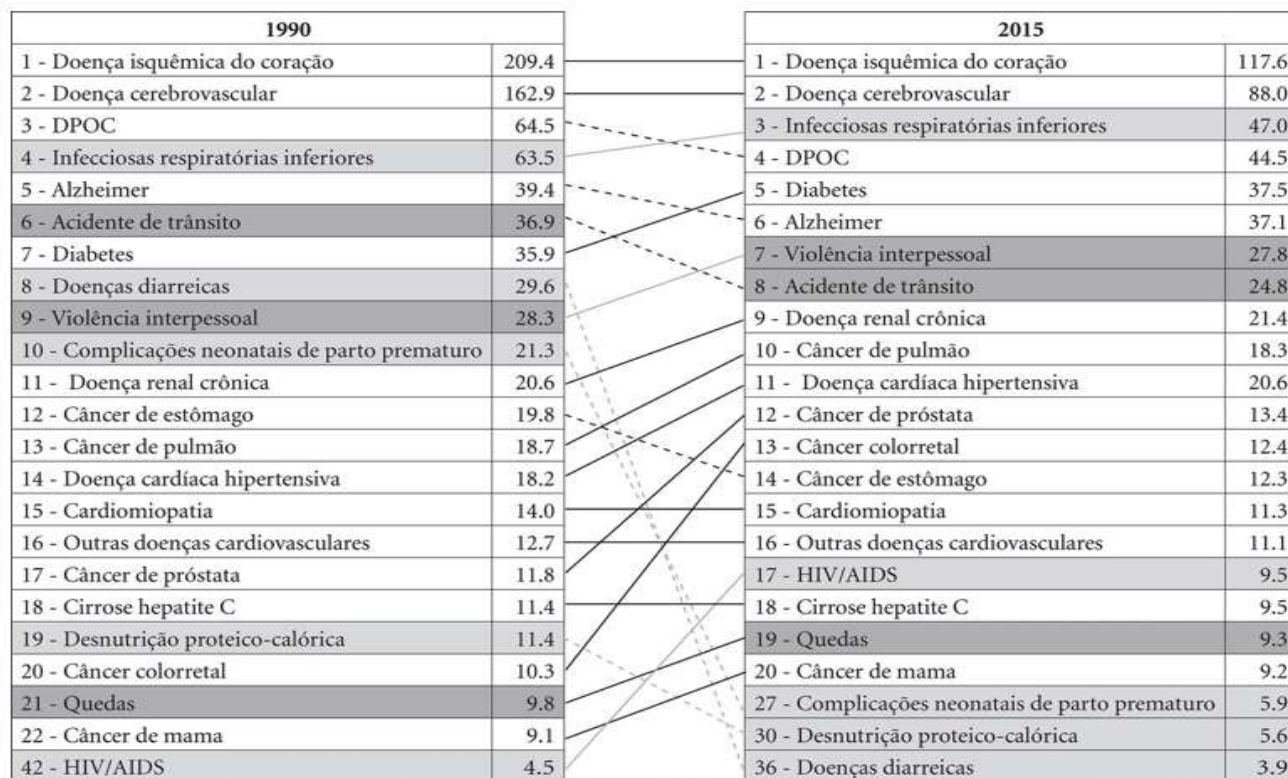 1990
1 - Doença isquêmica do coração 209.4
2 - Doença cerebrovascular 162.9
3 - DPOC 64.5
4 - Infecciosas respiratórias inferiores 63.5
5 - Alzheimer 39.4
6 - Acidente de trânsito 36.9
7 - Diabetes 35.9
8 - Doenças diarreicas 29.6
9 - Violência interpessoal 28.3
10 - Complicações neonatais de parto prematuro 21.3
11 - Doença renal crônica 20.6
12 - Câncer de estômago 19.8
13 - Câncer de pulmão 18.7
14 - Doença cardíaca hipertensiva 18.2
15 - Cardiomiopatia 14.0
16 - Outras doenças cardiovasculares 12.7
17 - Câncer de próstata 11.8
18 - Cirrose hepatite C 11.4
19 - Desnutrição proteico-calórica 11.4
20 - Câncer colorretal 10.3
21 - Quedas 9.8
22 - Câncer de mama 9.1
42 - HIV/AIDS 4.5
2015
1 - Doença isquêmica do coração 117.6
2 - Doença cerebrovascular 88.0
3 - Infecciosas respiratórias inferiores 47.0
4 - DPOC 44.5
5 - Diabetes 37.5
6 - Alzheimer 37.1
7 - Violência interpessoal 27.8
8 - Acidente de trânsito 24.8
9 - Doença renal crônica 21.4
10 - Câncer de pulmão 18.3
11 - Doença cardíaca hipertensiva 20.6
12 - Câncer de próstata 13.4
13 - Câncer colorretal 12.4
14 - Câncer de estômago 12.3
15 - Cardiomiopatia 11.3
16 - Outras doenças cardiovasculares 11.1
17 - HIV/AIDS 9.5
18 - Cirrose hepatite C 9.5
19 - Quedas 9.3
20 - Câncer de mama 9.2
27 - Complicações neonatais de parto prematuro 5.9
30 - Desnutrição proteico-calórica 5.6
36 - Doenças diarreicas 3.9